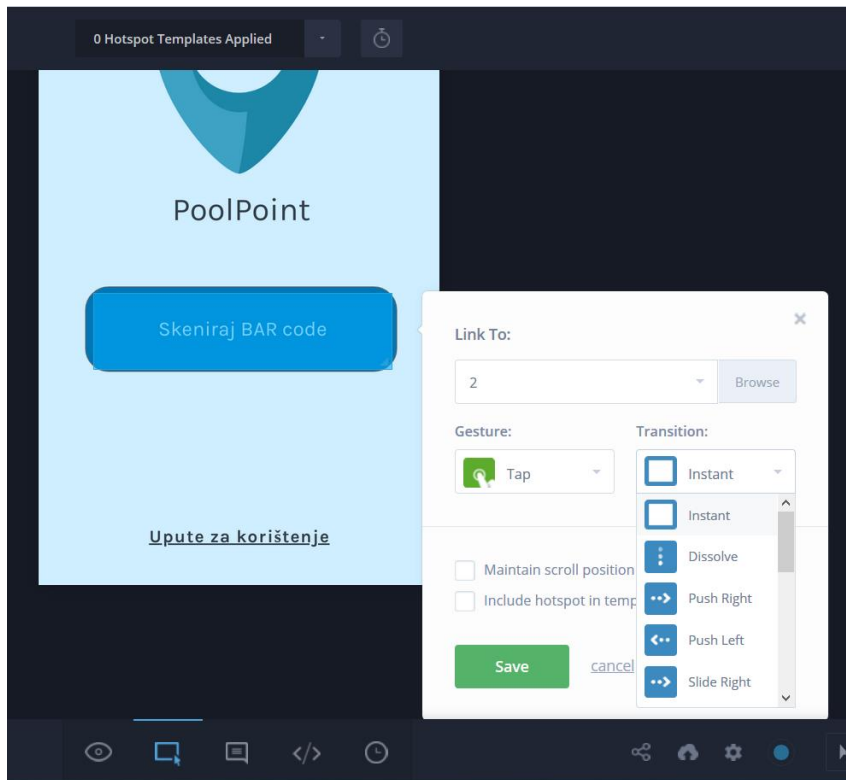 0 Hotspot Templates Applied
PoolPoint
Skeniraj BAR code
Upute za korištenje
Link To:
2
Browse
Gesture:
Transition:
Tap
Instant
Instant
Dissolve
Push Right
Push Left
Slide Right
Maintain scroll position
Include hotspot in temp
Save
cancel